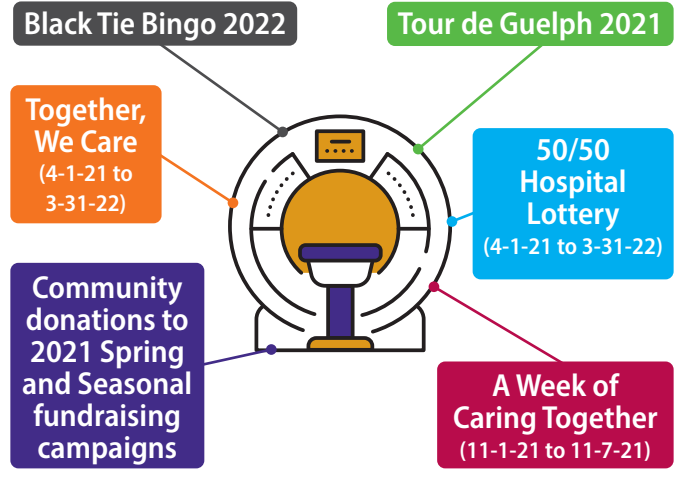 Black Tie Bingo 2022
Tour de Guelph 2021
Together,
We Care
(4-1-21 to
3-31-22)
50/50
Hospital
Lottery
(4-1-21 to 3-31-22)
Community
donations to
2021 Spring
and Seasonal
fundraising
campaigns
A Week of
Caring Together
(11-1-21 to 11-7-21)